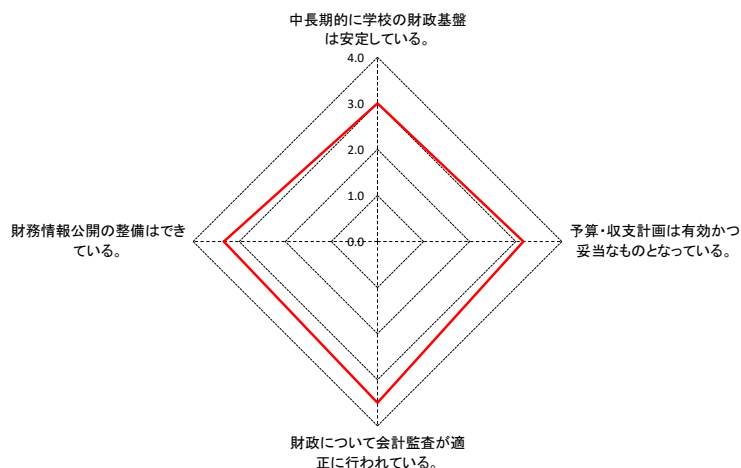 中長期的に学校の財政基盤
は安定している。
4.0
3.0
2.0
1.0
0.0
財務情報公開の整備はでき
ている。
予算・収支計画は有効かつ
妥当なものとなっている。
財政について会計監査が適
正に行われている。